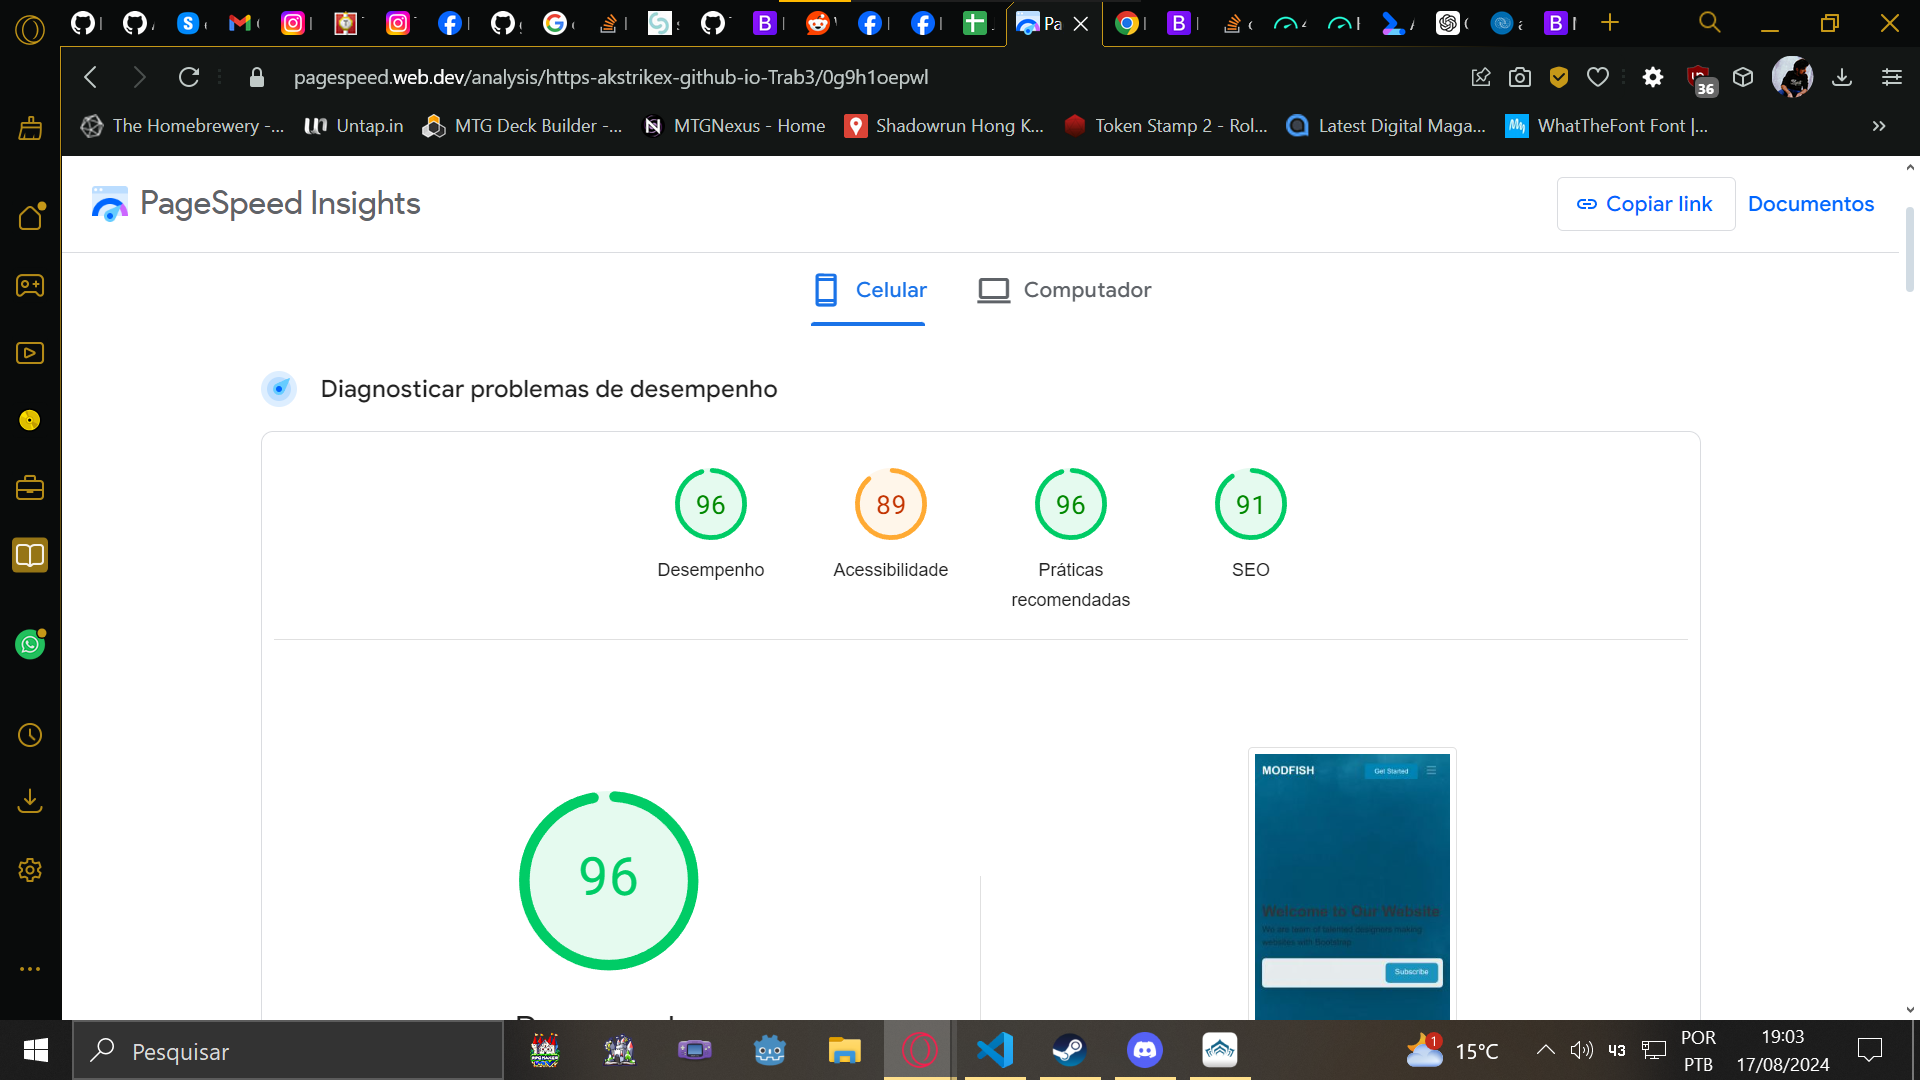 Pa
pagespeed.web.dev/analysis/https-akstrikex-github-io-Trab3/0g9h1oepwl
36
The Homebrewery -...
Untap.in
MTG Deck Builder -...
MTGNexus - Home
Shadowrun Hong K...
Token Stamp 2 - Rol...
Latest Digital Maga...
WhatTheFont Font |...
PageSpeed Insights
Copiar link
Documentos
Celular
Computador
Diagnosticar problemas de desempenho
96
89
96
91
Desempenho
Acessibilidade
Práticas
recomendadas
SEO
96
MODFISH
Get Started
Welcome to Our Website
We are team of talented designers making
websites with Bootstrap
Subscribe
Pesquisar
1
15°C
43
POR
PTB
19:03
17/08/2024